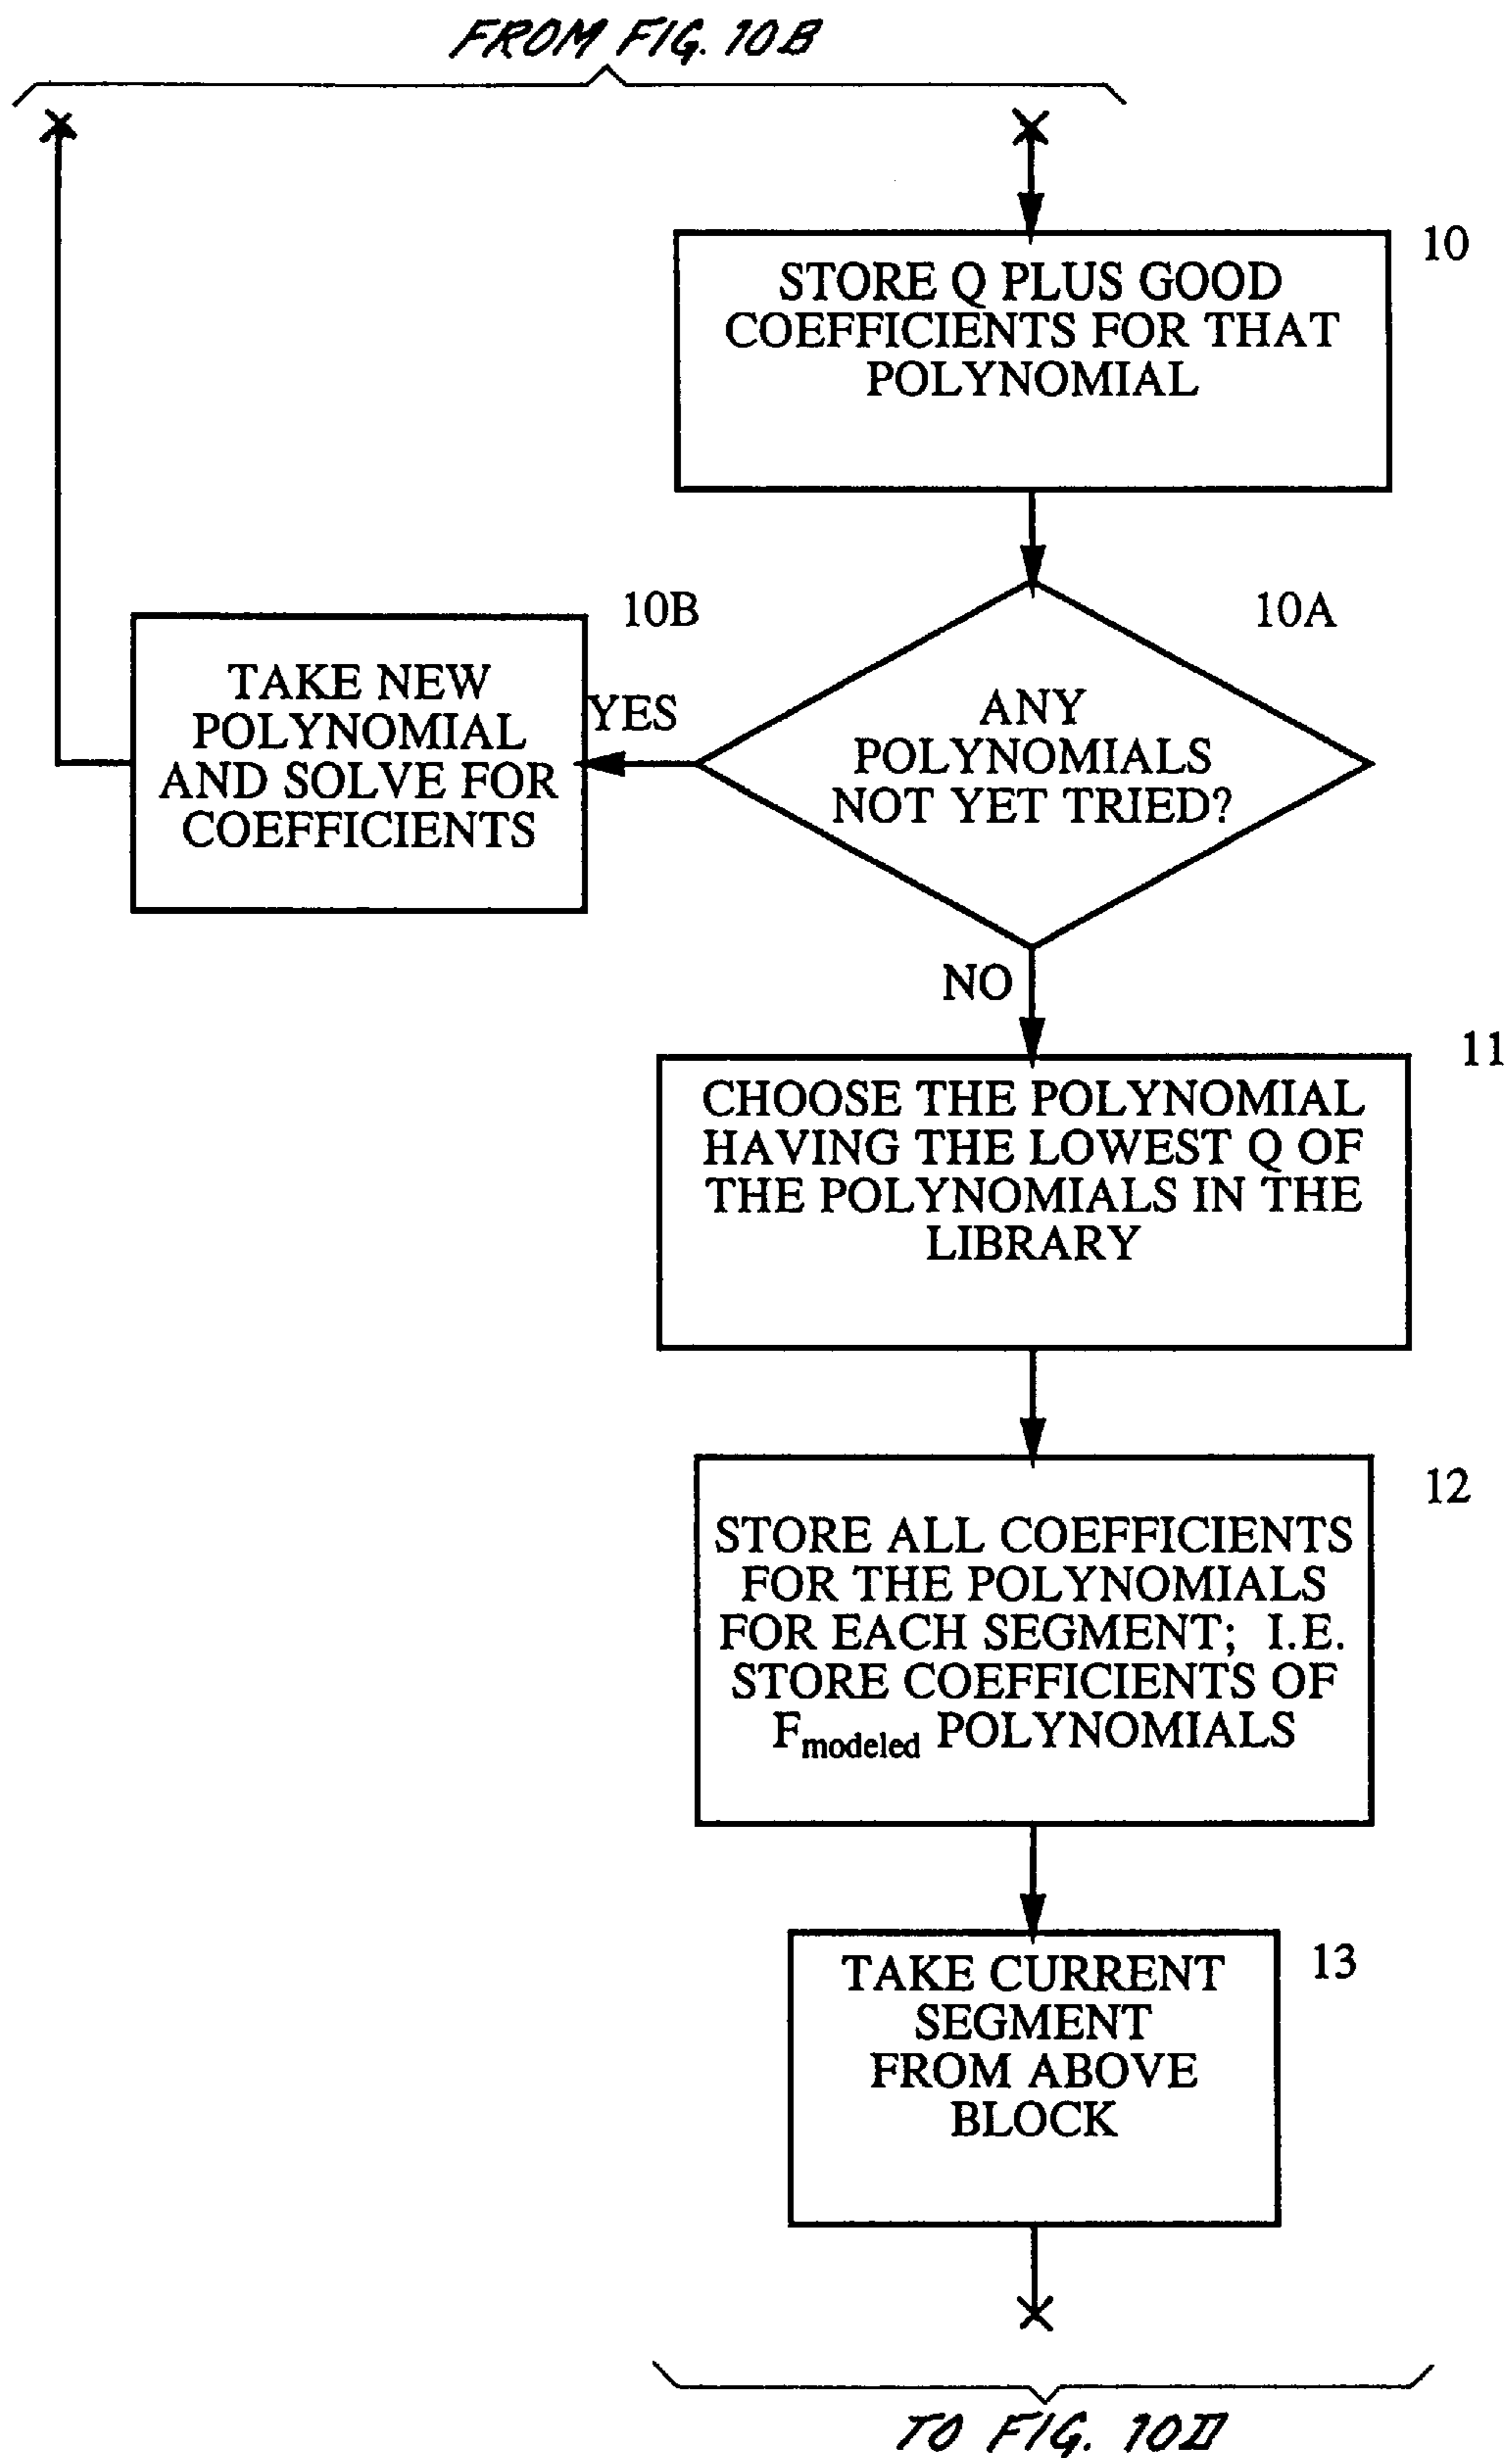 FROM FIG. 10B
10
STORE Q PLUS GOOD
COEFFICIENTS FOR THAT
POLYNOMIAL
10B
10A
TAKE NEW
POLYNOMIAL
AND SOLVE FOR
COEFFICIENTS
YES
ANY
POLYNOMIALS
NOT YET TRIED?
NO
11
CHOOSE THE POLYNOMIAL
HAVING THE LOWEST Q OF
THE POLYNOMIALS IN THE
LIBRARY
12
STORE ALL COEFFICIENTS
FOR THE POLYNOMIALS
FOR EACH SEGMENT; I.E.
STORE COEFFICIENTS OF
Fmodeled POLYNOMIALS
13
TAKE CURRENT
SEGMENT
FROM ABOVE
BLOCK
TO FIG. 10D